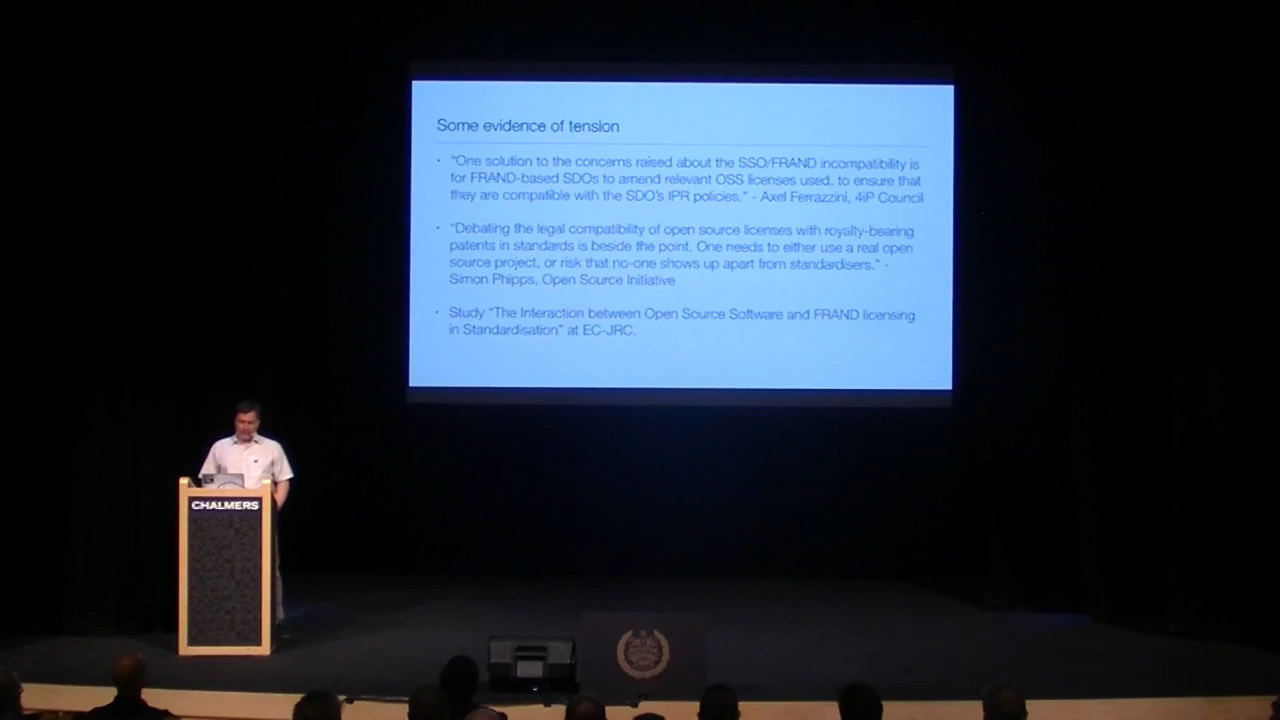 Some evidence of tension
· "One solution to the concerns raised about the SSO/FRAND incompatibility is
for FRAND-based SDOs to amend relevant OSS licenses used, to ensure that
they are compatible with the SDO's IPR policies." - Axel Ferrazzini, 4iP Council
· "Debating the legal compatibility of open source licenses with royalty-bearing
patents in standards is beside the point. One needs to either use a real open
source project, or risk that no-one shows up apart from standardisers." -
Simon Phipps, Open Source Initiative
· Study "The Interaction between Open Source Software and FRAND licensing
in Standardisation" at EC-JRC.
CHALMERS